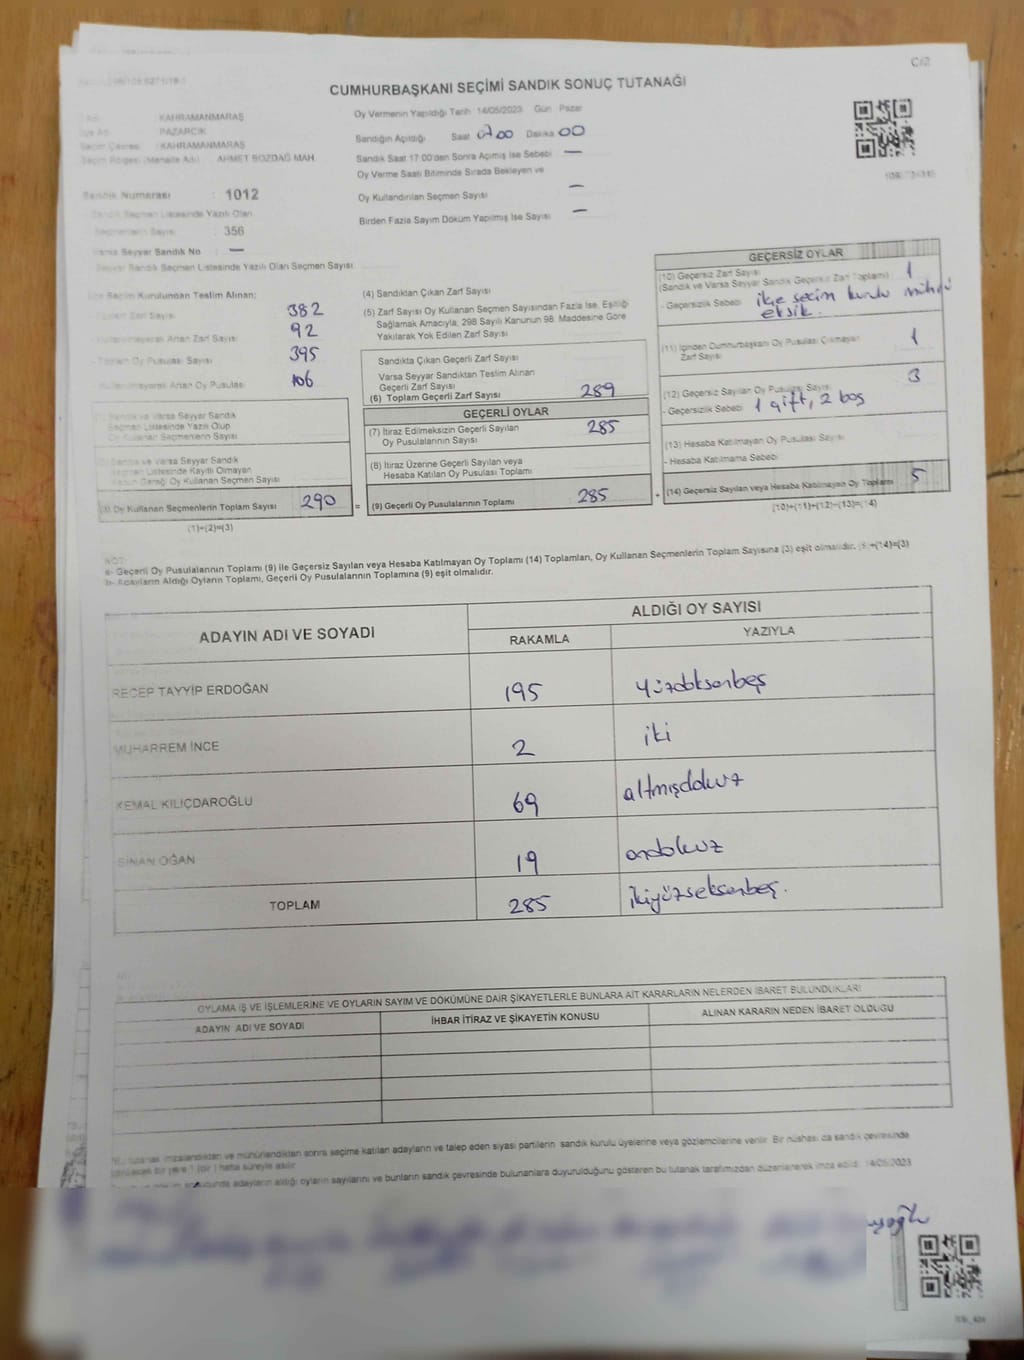 C/2
CUMHURBAŞKANI SEÇİMİ SANDIK SONUÇ TUTANAĞI
KAHRAMANMARAŞ
PAZARCIK
KAHRAMANMARAŞ
AHMET BOZDAĞ MAH.
Sandık Numarası : 1012
Sandık Seçmen Listesinde Yazılı Olan
Seçmenlerin Sayısı : 356
Varsa Seyyar Sandık No : —
Seyyar Sandık Seçmen Listesinde Yazılı Olan Seçmen Sayısı
Oy Vermenin Yapıldığı Tarih : 14/05/2023 Gün : Pazar
Sandığın Açıldığı Saat Dakika 00
Sandık Saat 17:00'den Sonra Açılmış İse Sebebi —
Oy Verme Saati Bitiminde Sırada Bekleyen ve
Oy Kullandırılan Seçmen Sayısı —
Birden Fazla Sayım Döküm Yapılmış İse Sayısı —
İlçe Seçim Kurulundan Teslim Alınan;
Toplam Zarf Sayısı 382
Kullanılmayarak Artan Zarf Sayısı 92
Toplam Oy Pusulası Sayısı 395
Kullanılmayarak Artan Oy Pusulası 106
Sandık ve Varsa Seyyar Sandık
Seçmen Listesinde Yazılı Olup
Oy Kullanan Seçmenlerin Sayısı
Sandık ve Varsa Seyyar Sandık
Seçmen Listesinde Kayıtlı Olmayan
Kanun Gereği Oy Kullanan Seçmen Sayısı
(3) Oy Kullanan Seçmenlerin Toplam Sayısı 290
(1)+(2)=(3)
(4) Sandıktan Çıkan Zarf Sayısı
(5) Zarf Sayısı Oy Kullanan Seçmen Sayısından Fazla İse, Eşitliği
Sağlamak Amacıyla, 298 Sayılı Kanunun 98. Maddesine Göre
Yakılarak Yok Edilen Zarf Sayısı
Sandıkta Çıkan Geçerli Zarf Sayısı
Varsa Seyyar Sandıktan Teslim Alınan
Geçerli Zarf Sayısı
(6) Toplam Geçerli Zarf Sayısı 289
GEÇERLİ OYLAR
(7) İtiraz Edilmeksizin Geçerli Sayılan
Oy Pusulalarının Sayısı 285
(8) İtiraz Üzerine Geçerli Sayılan veya
Hesaba Katılan Oy Pusulası Toplamı
= (9) Geçerli Oy Pusulalarının Toplamı 285
GEÇERSİZ OYLAR
(10) Geçersiz Zarf Sayısı
(Sandık ve Varsa Seyyar Sandık Geçersiz Zarf Toplamı) : 1
- Geçersizlik Sebebi : ilçe seçim kurulu mührü
eksik.
(11) İçinden Cumhurbaşkanı Oy Pusulası Çıkmayan
Zarf Sayısı 1
(12) Geçersiz Sayılan Oy Pusulası Sayısı 3
- Geçersizlik Sebebi 1 çift, 2 boş
(13) Hesaba Katılmayan Oy Pusulası Sayısı
- Hesaba Katılmama Sebebi
+ (14) Geçersiz Sayılan veya Hesaba Katılmayan Oy Toplamı 5
(10)+(11)+(12)+(13)=(14)
NOT:
a- Geçerli Oy Pusulalarının Toplamı (9) ile Geçersiz Sayılan veya Hesaba Katılmayan Oy Toplamı (14) Toplamları, Oy Kullanan Seçmenlerin Toplam Sayısına (3) eşit olmalıdır. (9)+(14)=(3)
b- Adayların Aldığı Oyların Toplamı, Geçerli Oy Pusulalarının Toplamına (9) eşit olmalıdır.
ADAYIN ADI VE SOYADI
ALDIĞI OY SAYISI
RAKAMLA YAZIYLA
RECEP TAYYİP ERDOĞAN 195 yüzdoksanbeş
MUHARREM İNCE 2 iki
KEMAL KILIÇDAROĞLU 69 altmışdokuz
SİNAN OĞAN 19 ondokuz
TOPLAM 285 ikiyüzseksenbeş.
OYLAMA İŞ VE İŞLEMLERİNE VE OYLARIN SAYIM VE DÖKÜMÜNE DAİR ŞİKAYETLERLE BUNLARA AİT KARARLARIN NELERDEN İBARET BULUNDUKLARI
ADAYIN ADI VE SOYADI İHBAR İTİRAZ VE ŞİKAYETİN KONUSU ALINAN KARARIN NEDEN İBARET OLDUĞU
tutanak imzalandıktan ve mühürlendikten sonra seçime katılan adayların ve talep eden siyasi partilerin sandık kurulu üyelerine veya gözlemcilerine verilir. Bir nüshası da sandık çevresinde
bir yere 1 (bir) hafta süreyle asılır.
adayların aldığı oyların sayılarını ve bunların sandık çevresinde bulunanlara duyurulduğunu gösteren bu tutanak tarafımızdan düzenlenerek imza edildi. 14/05/2023